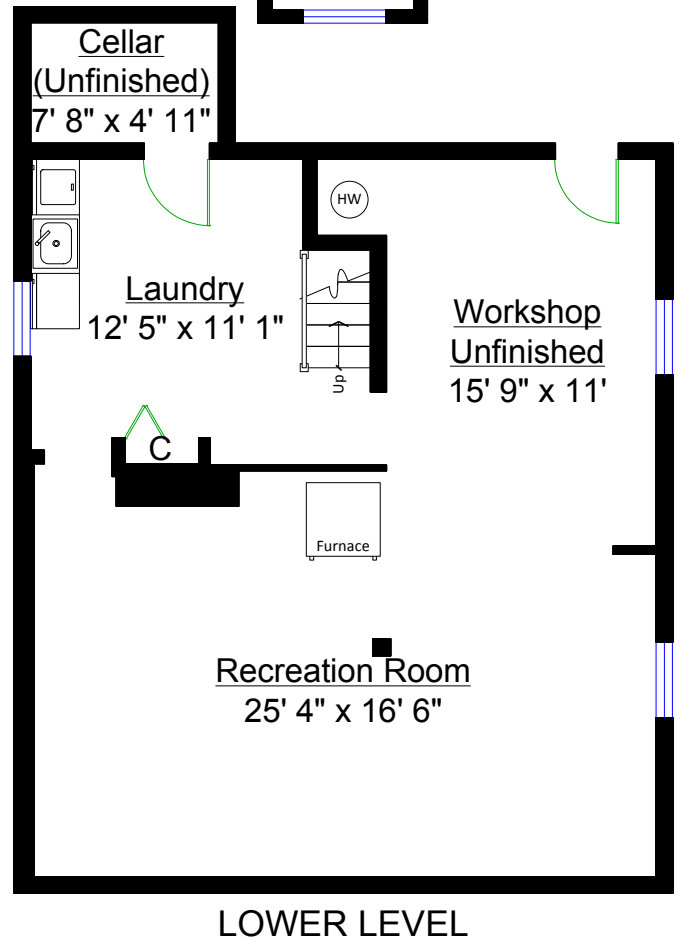 Cellar
(Unfinished)
7' 8" x 4' 11"
HW
Laundry
12' 5" x 11' 1"
Up
Workshop
Unfinished
15' 9" x 11'
C
Furnace
Recreation Room
25' 4" x 16' 6"
LOWER LEVEL